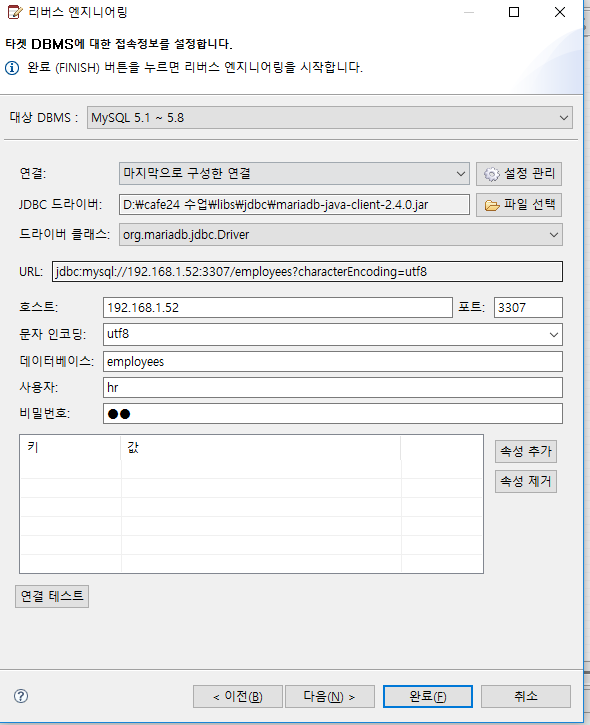 리버스 엔지니어링
타겟 DBMS에 대한 접속정보를 설정합니다.
완료 (FINISH) 버튼을 누르면 리버스 엔지니어링을 시작합니다.
대상 DBMS : MySQL 5.1 ~ 5.8
연결: 마지막으로 구성한 연결 설정 관리
JDBC 드라이버: D:₩cafe24 수업₩libs₩jdbc₩mariadb-java-client-2.4.0.jar 파일 선택
드라이버 클래스: org.mariadb.jdbc.Driver
URL: jdbc:mysql://192.168.1.52:3307/employees?characterEncoding=utf8
호스트: 192.168.1.52 포트: 3307
문자 인코딩: utf8
데이터베이스: employees
사용자: hr
비밀번호: ●●
키 값 속성 추가
속성 제거
연결 테스트
< 이전(B) 다음(N) > 완료(F) 취소